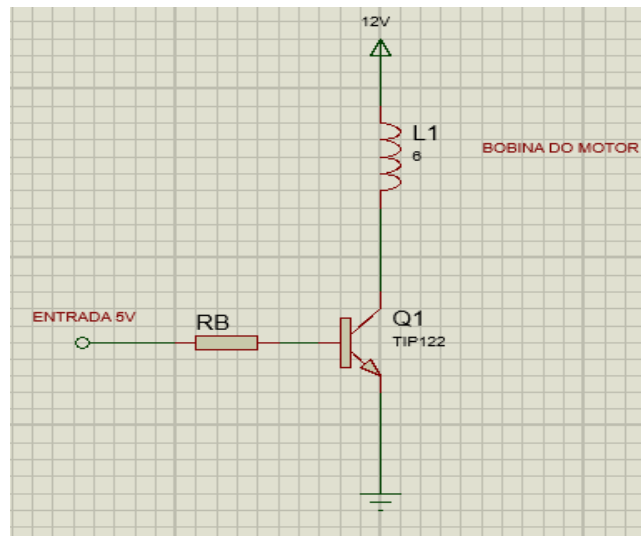 12V
L1
6
BOBINA DO MOTOR
ENTRADA 5V
RB
Q1
TIP122